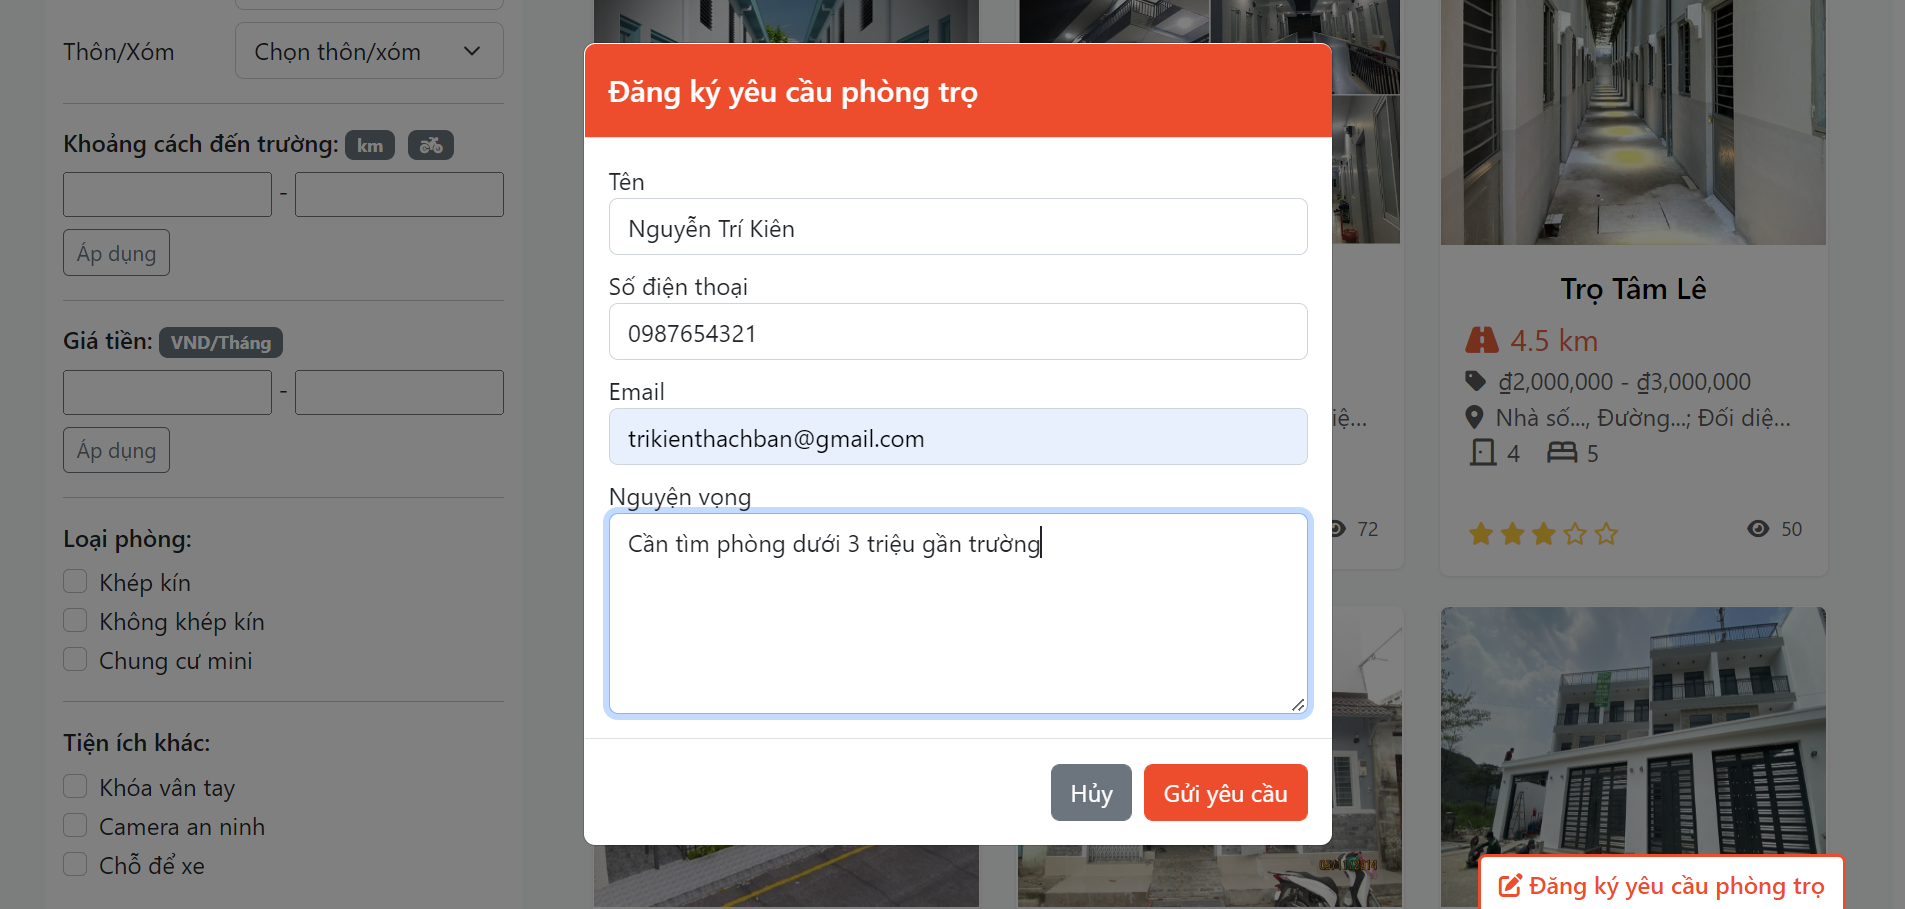 Thôn/Xóm
Chọn thôn/xóm
Khoảng cách đến trường: km
-
Áp dụng
Giá tiền: VND/Tháng
-
Áp dụng
Loại phòng:
Khép kín
Không khép kín
Chung cư mini
Tiện ích khác:
Khóa vân tay
Camera an ninh
Chỗ để xe
Đăng ký yêu cầu phòng trọ
Tên
Nguyễn Trí Kiên
Số điện thoại
0987654321
Email
trikienthachban@gmail.com
Nguyện vọng
Cần tìm phòng dưới 3 triệu gần trường
Hủy
Gửi yêu cầu
iệ...
72
Trọ Tâm Lê
4.5 km
₫2,000,000 - ₫3,000,000
Nhà số..., Đường...; Đối diệ...
4 5
50
Đăng ký yêu cầu phòng trọ